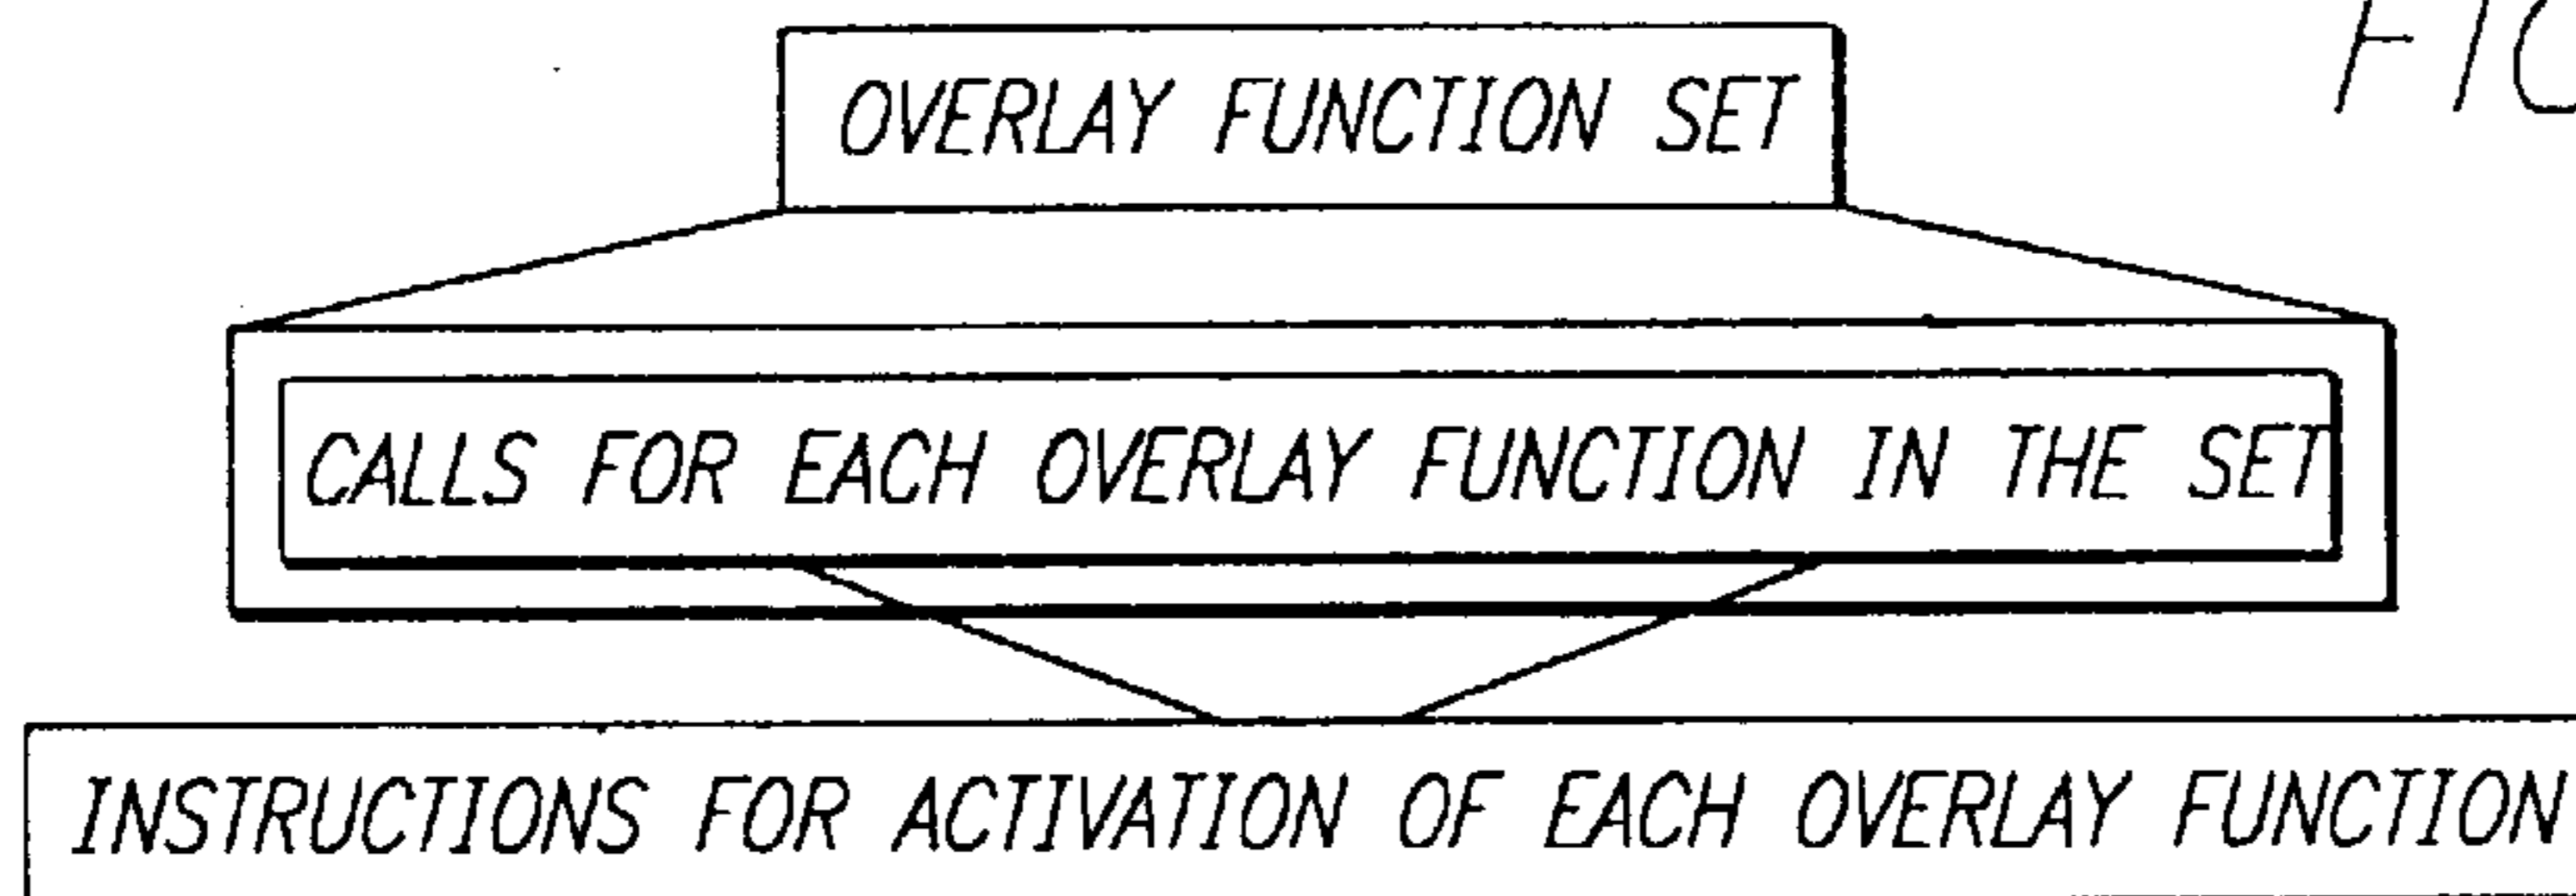 OVERLAY FUNCTION SET
CALLS FOR EACH OVERLAY FUNCTION IN THE SET
INSTRUCTIONS FOR ACTIVATION OF EACH OVERLAY FUNCTION